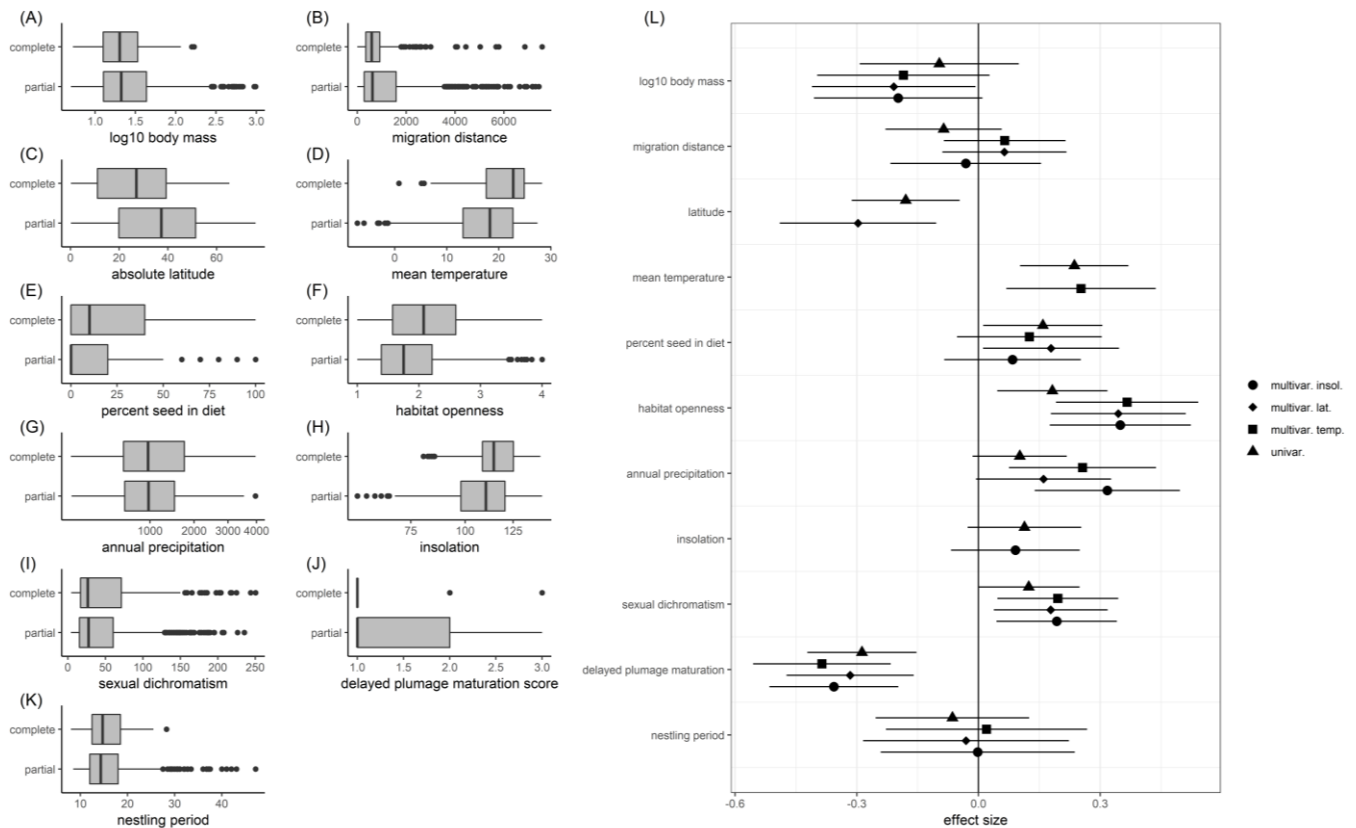 (A)
complete
partial
1.0 1.5 2.0 2.5 3.0
log10 body mass
(B)
complete
partial
0 2000 4000 6000
migration distance
(C)
complete
partial
0 20 40 60
absolute latitude
(D)
complete
partial
0 10 20 30
mean temperature
(E)
complete
partial
0 25 50 75 100
percent seed in diet
(F)
complete
partial
1 2 3 4
habitat openness
(G)
complete
partial
1000 2000 3000 4000
annual precipitation
(H)
complete
partial
75 100 125
insolation
(I)
complete
partial
0 50 100 150 200 250
sexual dichromatism
(J)
complete
partial
1.0 1.5 2.0 2.5 3.0
delayed plumage maturation score
(K)
complete
partial
10 20 30 40
nestling period
(L)
log10 body mass
migration distance
latitude
mean temperature
percent seed in diet
habitat openness
annual precipitation
insolation
sexual dichromatism
delayed plumage maturation
nestling period
-0.6 -0.3 0.0 0.3
effect size
multivar. insol.
multivar. lat.
multivar. temp.
univar.